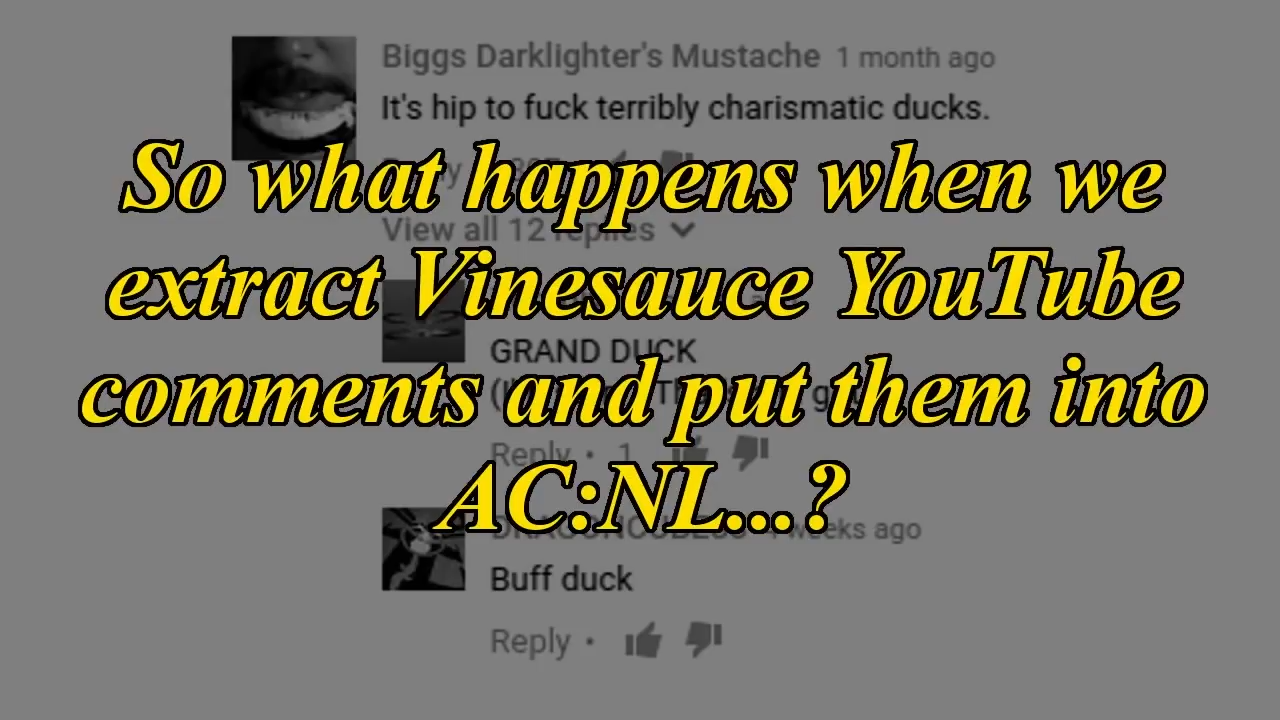 Biggs Darklighter's Mustache 1 month ago
It's hip to fuck terribly charismatic ducks.
So what happens when we
View all 12 replies
extract Vinesauce YouTube
GRAND DUCK
comments and put them into
Reply • 1
AC:NL...?
weeks ago
Buff duck
Reply •